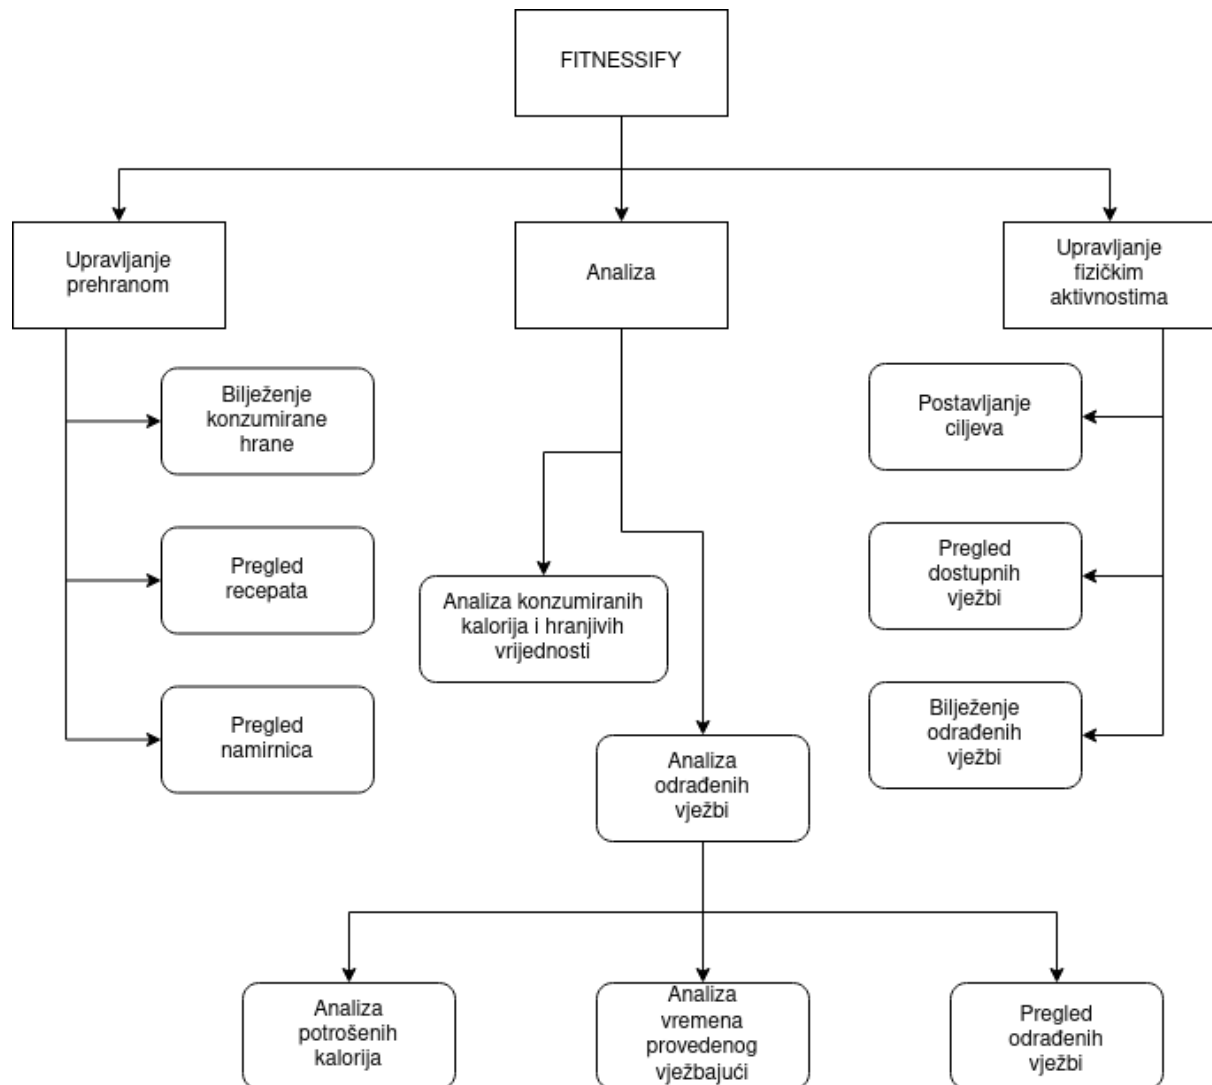 FITNESSIFY
Upravljanje
prehranom
Analiza
Upravljanje
fizičkim
aktivnostima
Bilježenje
konzumirane
hrane
Postavljanje
ciljeva
Pregled
recepata
Pregled
dostupnih
vježbi
Analiza konzumiranih
kalorija i hranjivih
vrijednosti
Pregled
namirnica
Bilježenje
odrađenih
vježbi
Analiza
odrađenih
vježbi
Analiza
potrošenih
kalorija
Analiza
vremena
provedenog
vježbajući
Pregled
odrađenih
vježbi